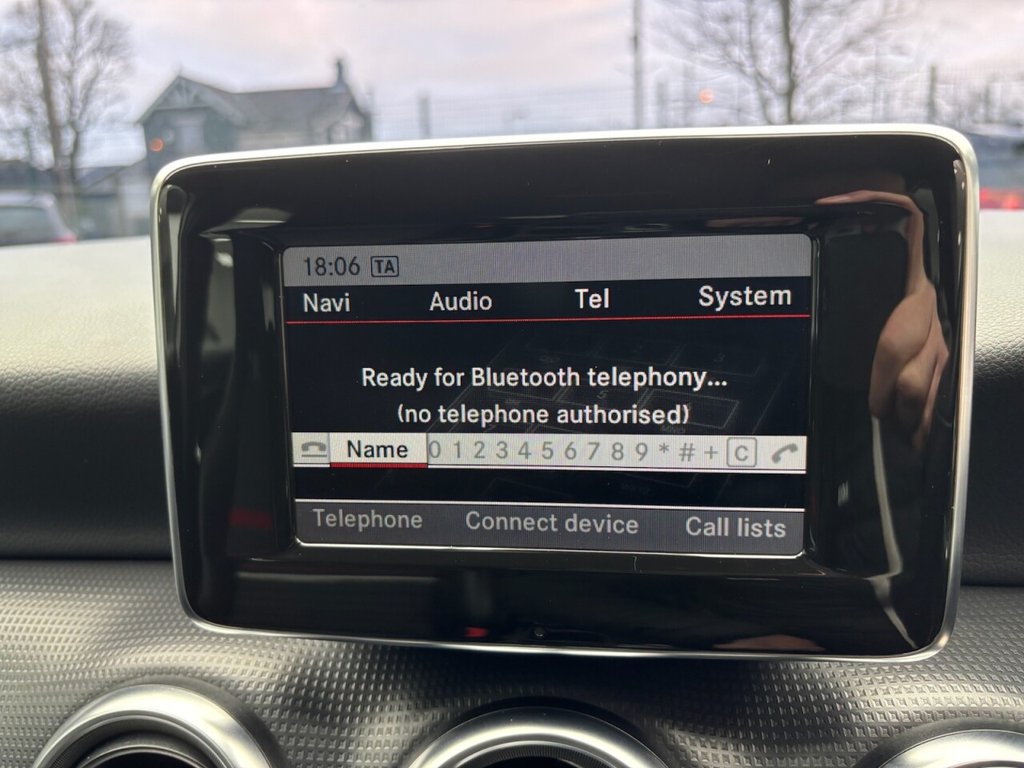 18:06 TA
Navi Audio Tel System
Ready for Bluetooth telephony...
(no telephone authorised)
Name 0 1 2 3 4 5 6 7 8 9 * # + C
Telephone Connect device Call lists